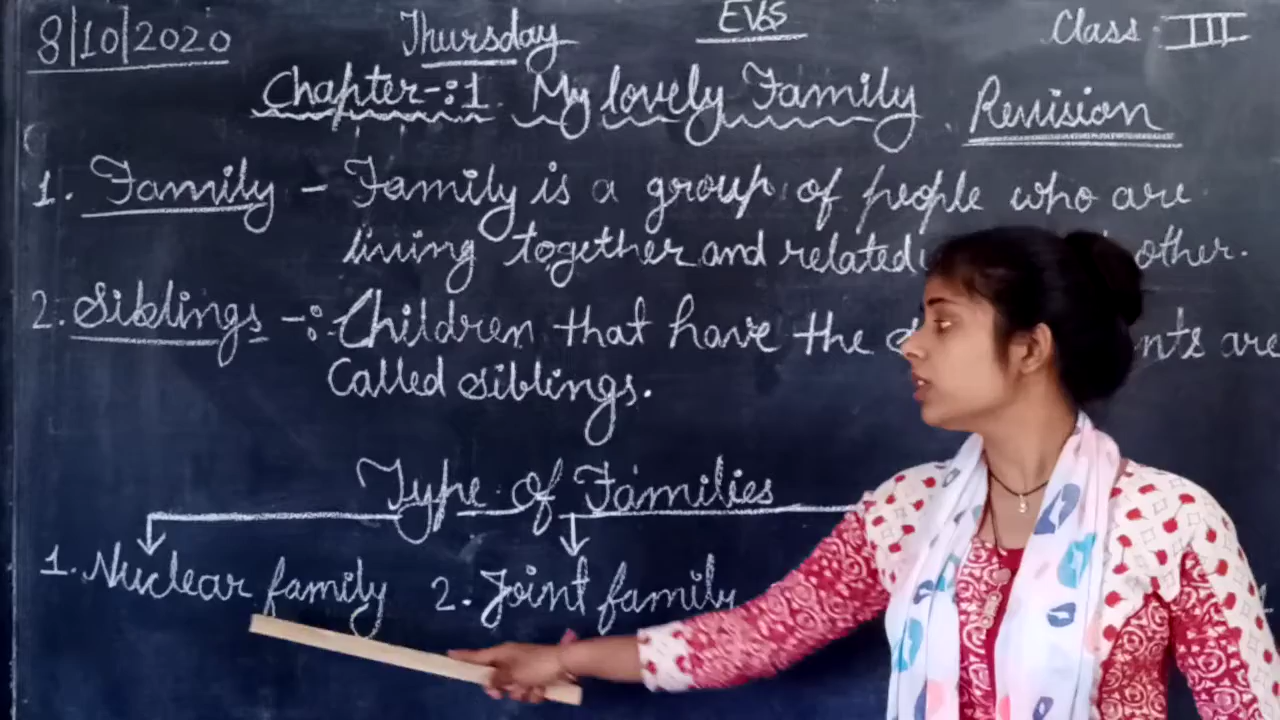 8/10/2020 Thursday EVS Class - III
Chapter-:1. My lovely Family. Revision
1. Family - Family is a group of people who are
living together and related other.
2. Siblings -: Children that have the are
Called siblings.
Type of Families
1. Nuclear family 2. Joint family